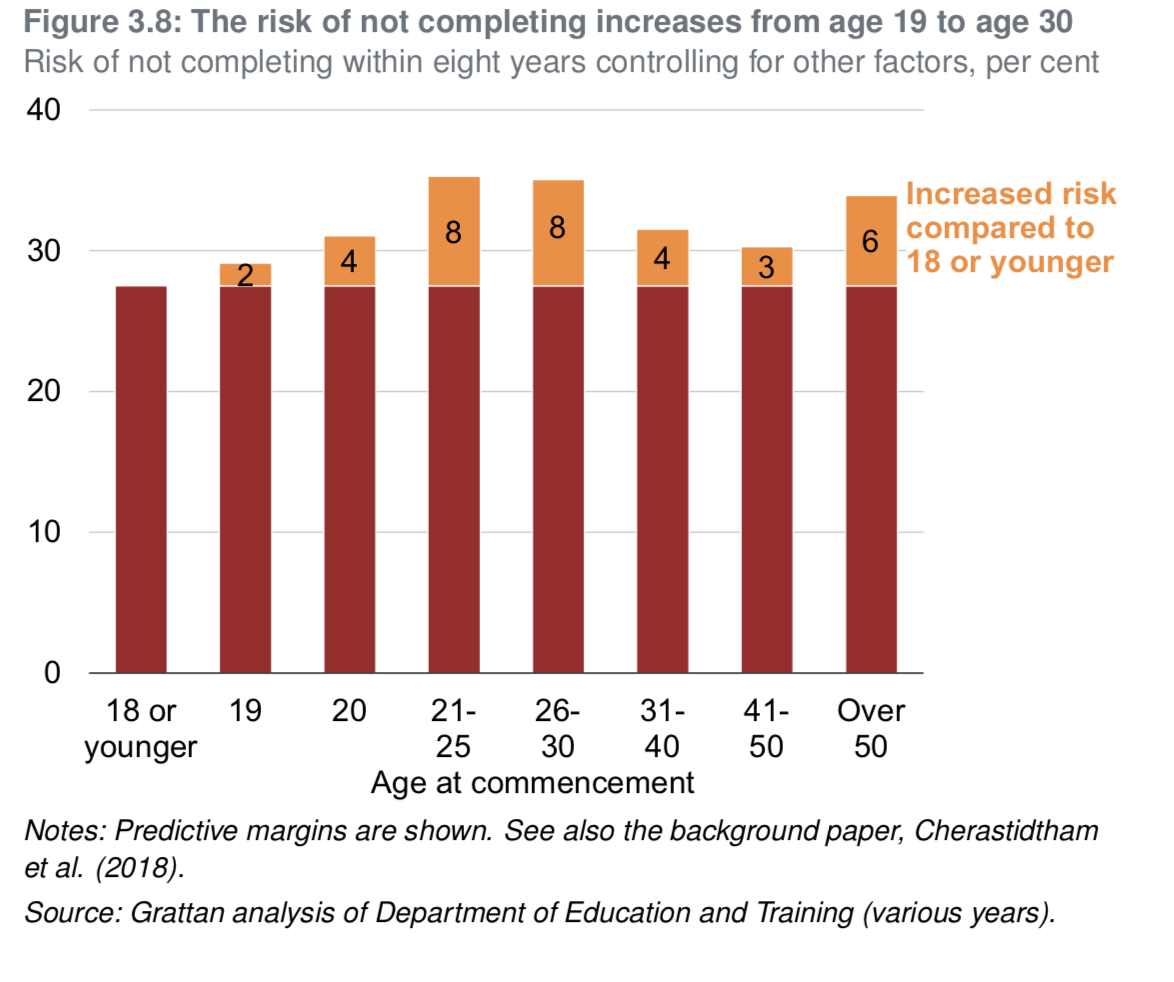 Figure 3.8: The risk of not completing increases from age 19 to age 30
Risk of not completing within eight years controlling for other factors, per cent
40
30
20
10
0
2
4
8
8
4
3
6
Increased risk
compared to
18 or younger
18 or
younger
19
20
21-
25
26-
30
31-
40
41-
50
Over
50
Age at commencement
Notes: Predictive margins are shown. See also the background paper, Cherastidtham
et al. (2018).
Source: Grattan analysis of Department of Education and Training (various years).